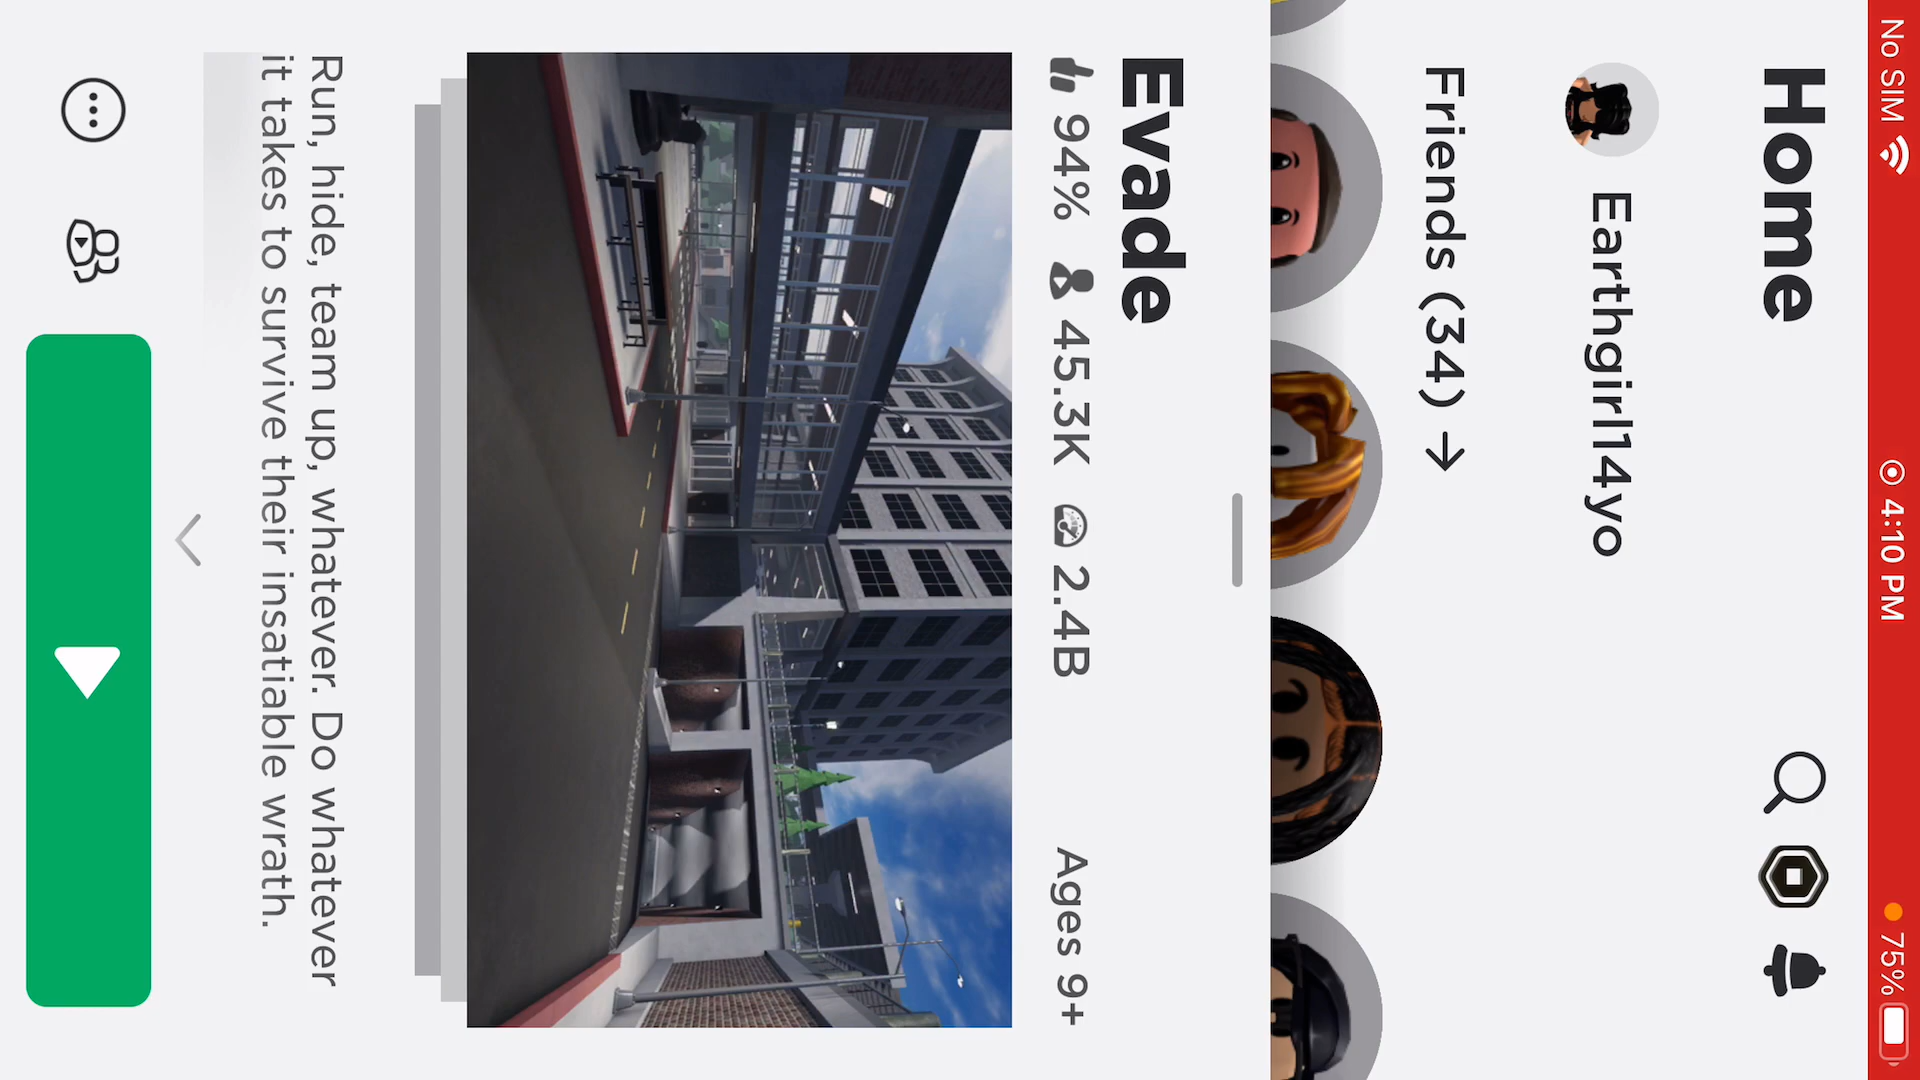 No SIM 4:10 PM 75%
Home
Earthgirl14yo
Friends (34) →
Evade
94% 45.3K 2.4B Ages 9+
Run, hide, team up, whatever. Do whatever
it takes to survive their insatiable wrath.